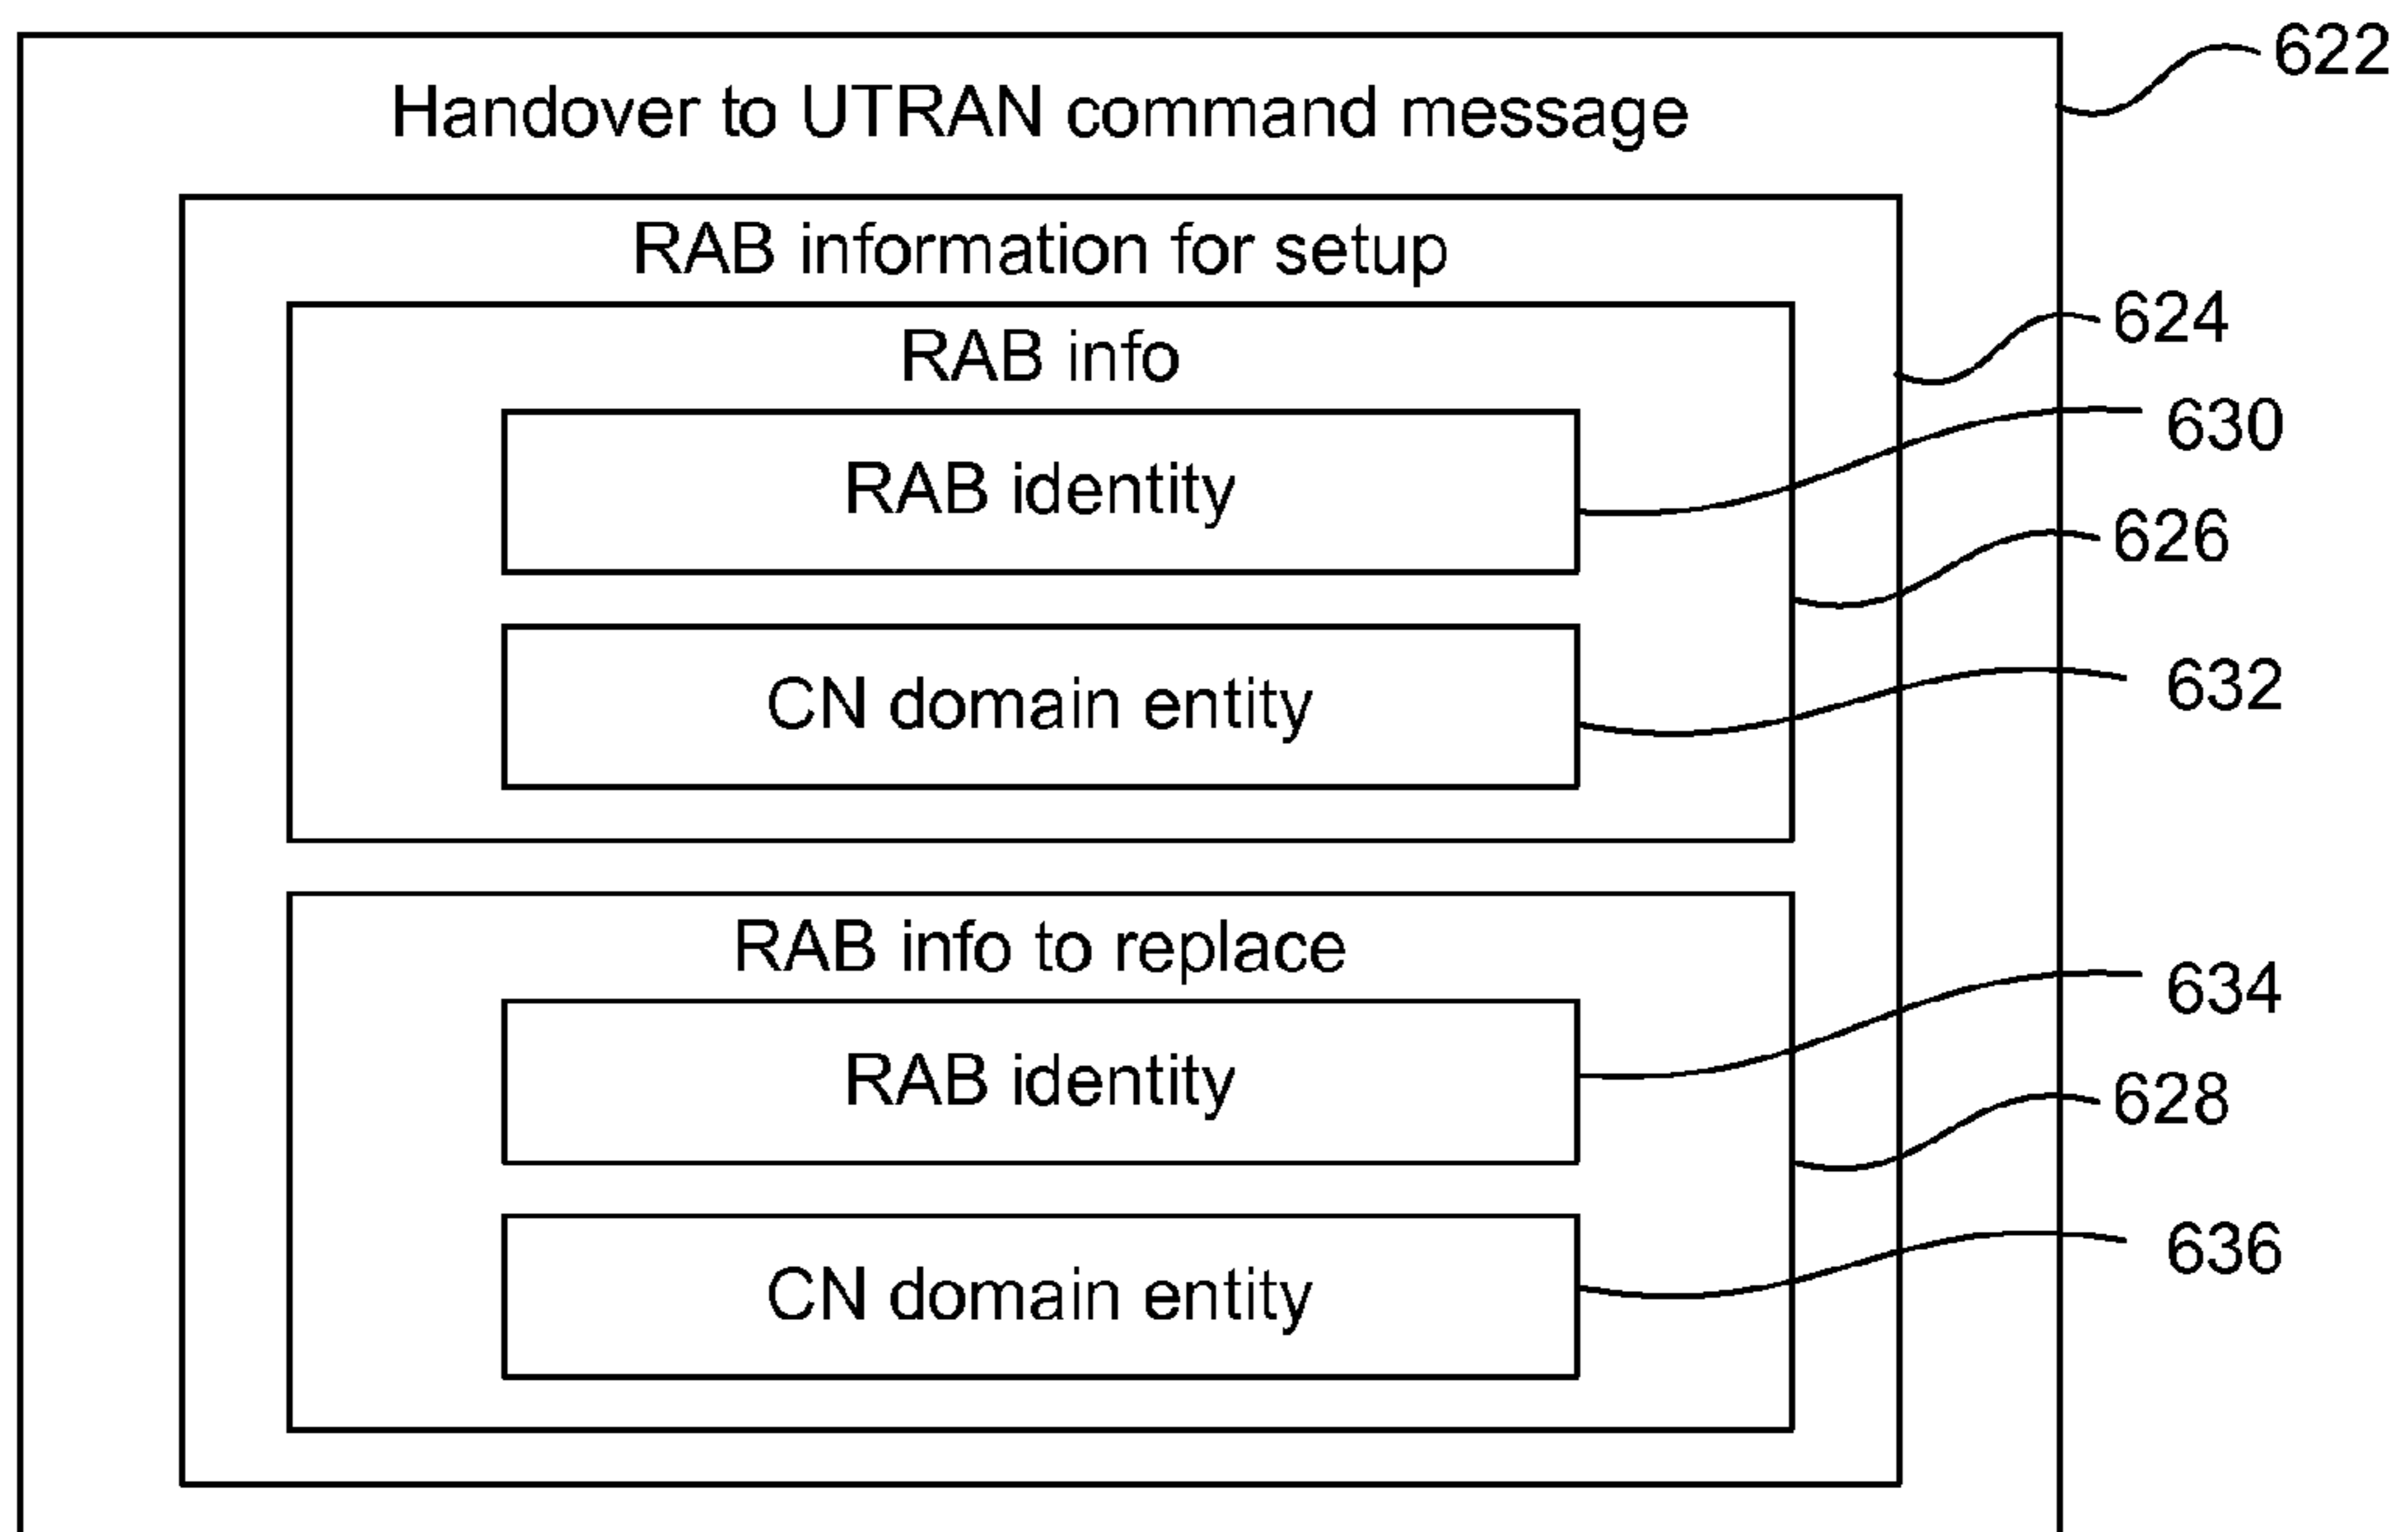 622
Handover to UTRAN command message
RAB information for setup
624
RAB info
630
RAB identity
626
632
CN domain entity
RAB info to replace
634
RAB identity
628
636
CN domain entity